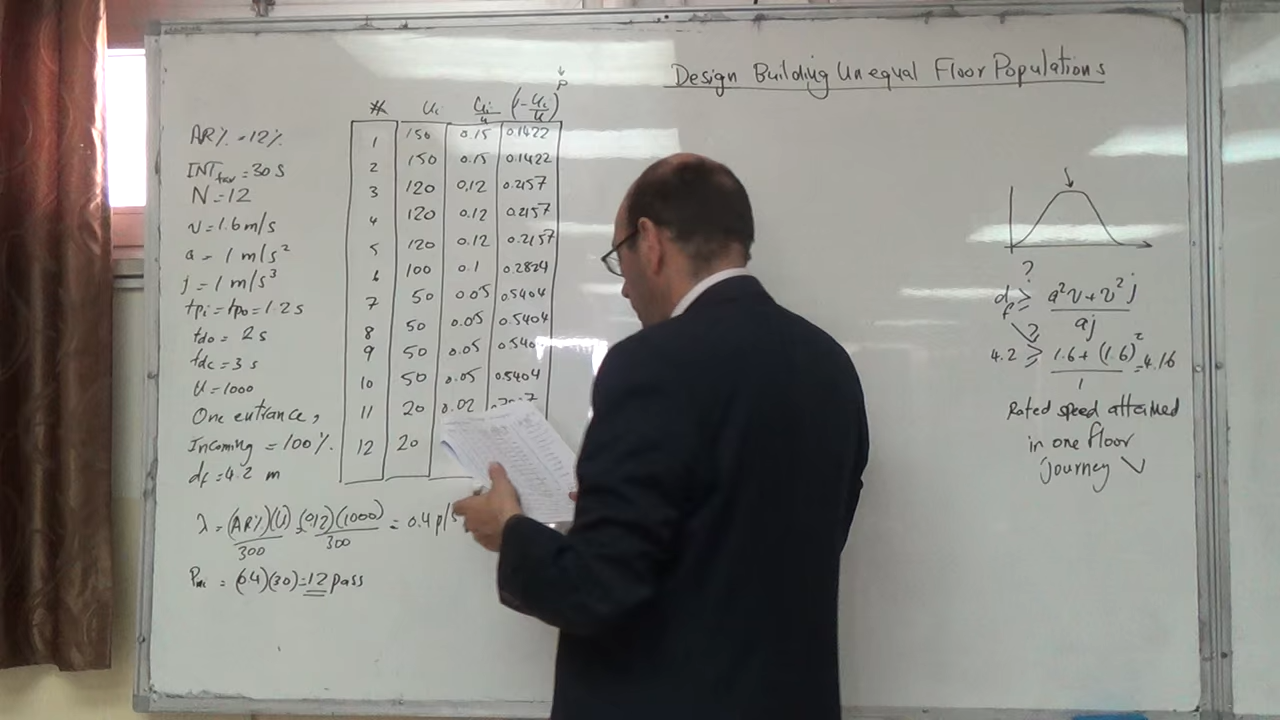 Design Building Unequal Floor Populations
AR% = 12%
INT = 30 s
N = 12
v = 1.6 m/s
a = 1 m/s²
j = 1 m/s³
tpi = tpo = 1.2 s
tdo = 2 s
tdc = 3 s
U = 1000
One entrance,
Incoming = 100%.
df = 4.2 m
λ = (AR%)(U)/300 = (0.12)(1000)/300 = 0.4 p/s
= (0.4)(30) = 12 pass
# Ui Ui/U (1-Ui/U)^P
1 150 0.15 0.1422
2 150 0.15 0.1422
3 120 0.12 0.2157
4 120 0.12 0.2157
5 120 0.12 0.2157
6 100 0.1 0.2824
7 50 0.05 0.5404
8 50 0.05 0.5404
9 50 0.05 0.540
10 50 0.05 0.5404
11 20 0.02
12 20
?
df ≥ a²v + v²j / aj
?
4.2 ≥ 1.6 + (1.6)² / 1 = 4.16
Rated speed attained
in one floor
journey